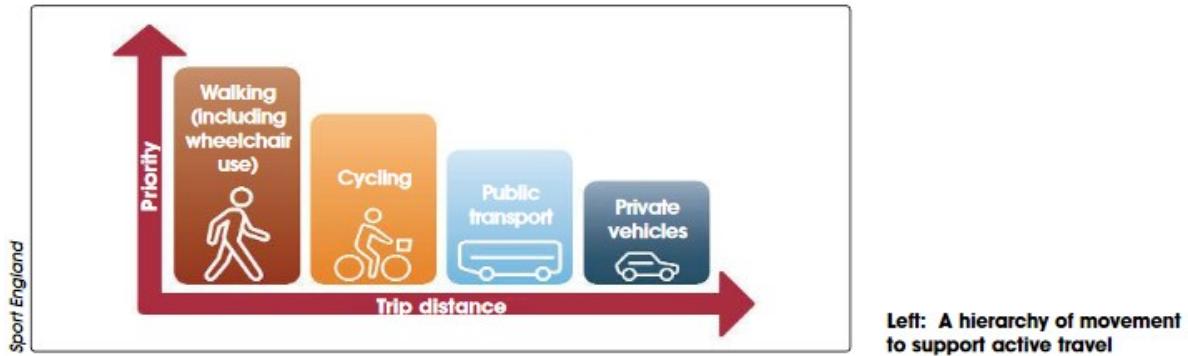 Walking
(including
wheelchair
use)
Cycling
Public
transport
Private
vehicles
Priority
Trip distance
Sport England
Left: A hierarchy of movement
to support active travel